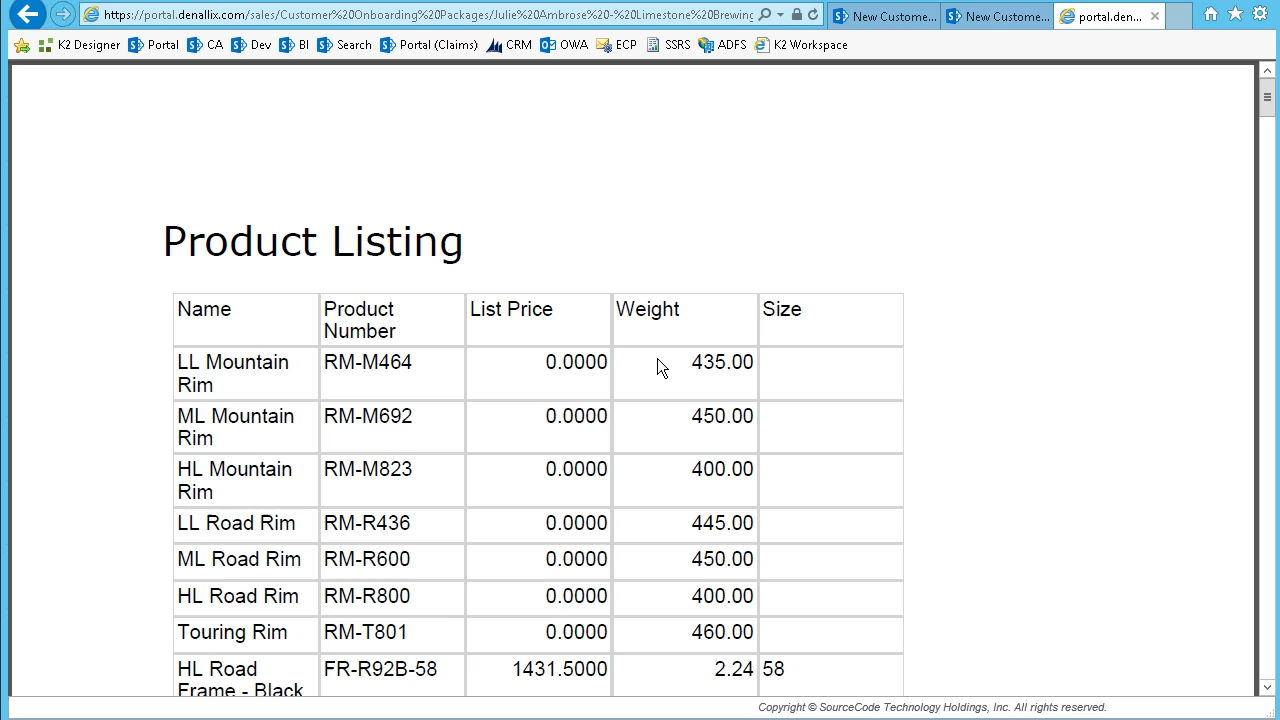 https://portal.denallix.com/sales/Customer%20Onboarding%20Packages/Julie%20Ambrose%20-%20Limestone%20Brewing
New Custome...
New Custome...
portal.den...
K2 Designer
Portal
CA
Dev
BI
Search
Portal (Claims)
CRM
OWA
ECP
SSRS
ADFS
K2 Workspace
Product Listing
Name Product Number List Price Weight Size
LL Mountain Rim RM-M464 0.0000 435.00
ML Mountain Rim RM-M692 0.0000 450.00
HL Mountain Rim RM-M823 0.0000 400.00
LL Road Rim RM-R436 0.0000 445.00
ML Road Rim RM-R600 0.0000 450.00
HL Road Rim RM-R800 0.0000 400.00
Touring Rim RM-T801 0.0000 460.00
HL Road Frame - Black FR-R92B-58 1431.5000 2.24 58
Copyright © SourceCode Technology Holdings, Inc. All rights reserved.